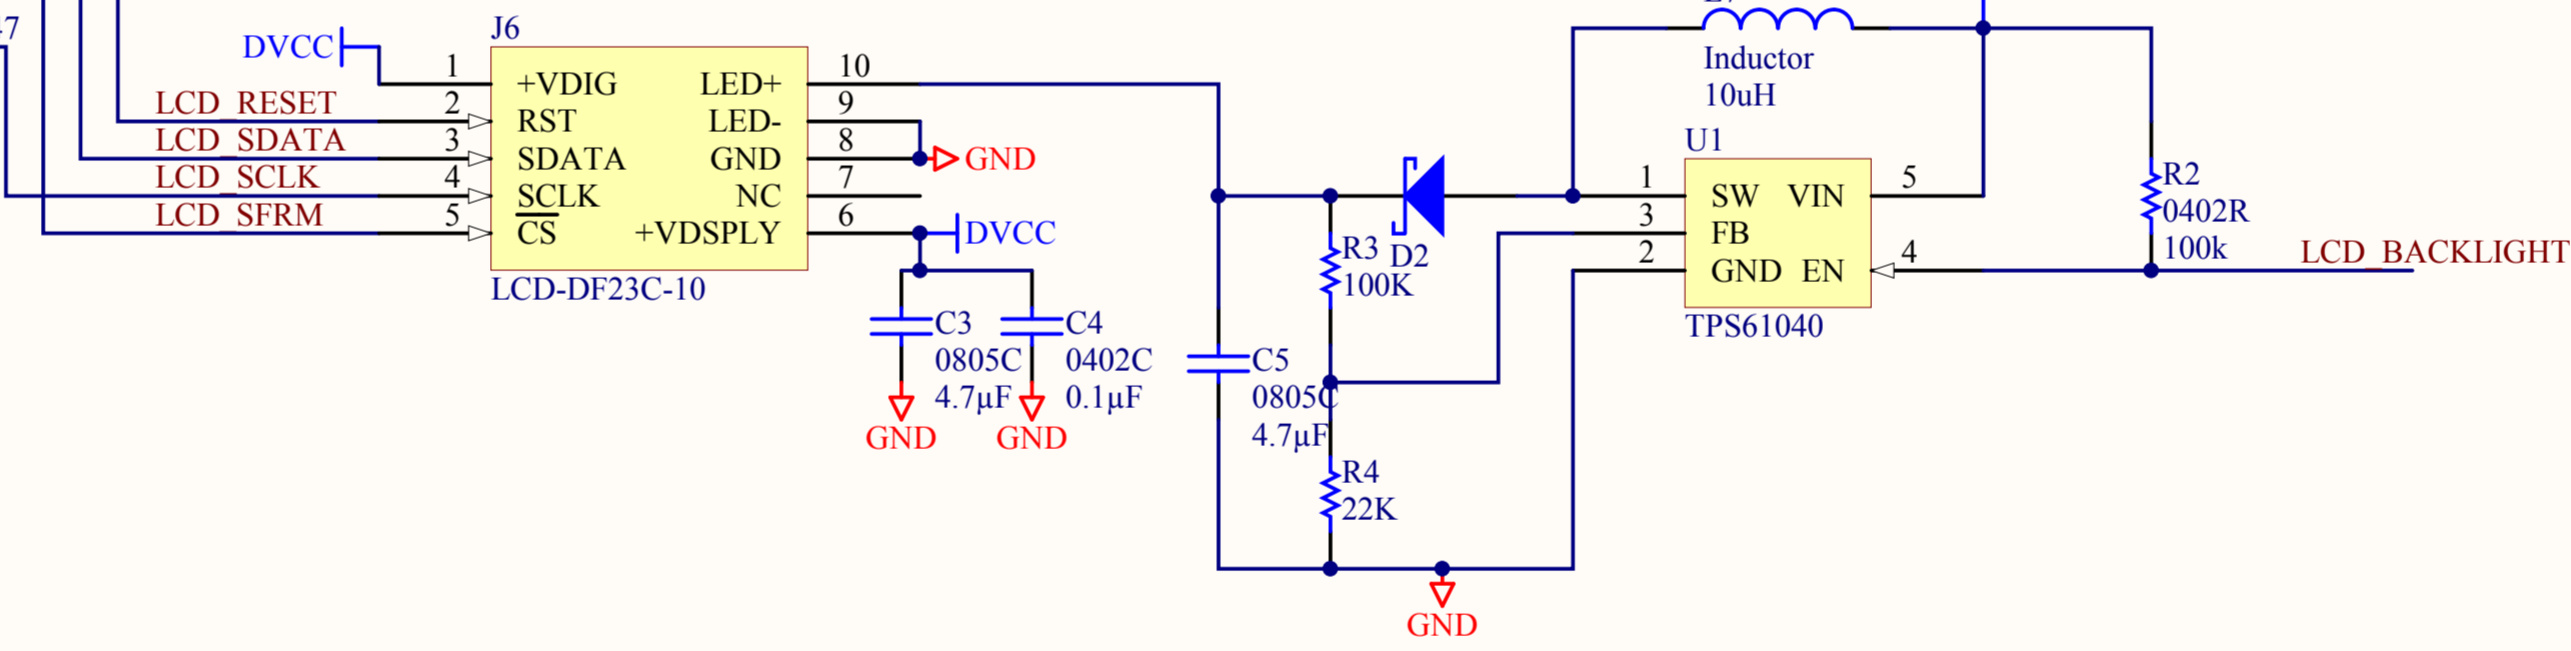 47
DVCC
J6
1
+VDIG
LED+
10
LCD_RESET
2
RST
LED-
9
LCD_SDATA
3
SDATA
GND
8
GND
LCD_SCLK
4
SCLK
NC
7
LCD_SFRM
5
CS
+VDSPLY
6
DVCC
LCD-DF23C-10
C3
0805C
4.7µF
GND
C4
0402C
0.1µF
GND
C5
0805C
4.7µF
R3
100K
D2
R4
22K
GND
Inductor
10uH
U1
1
SW
VIN
5
3
FB
2
GND
EN
4
TPS61040
R2
0402R
100k
LCD_BACKLIGHT